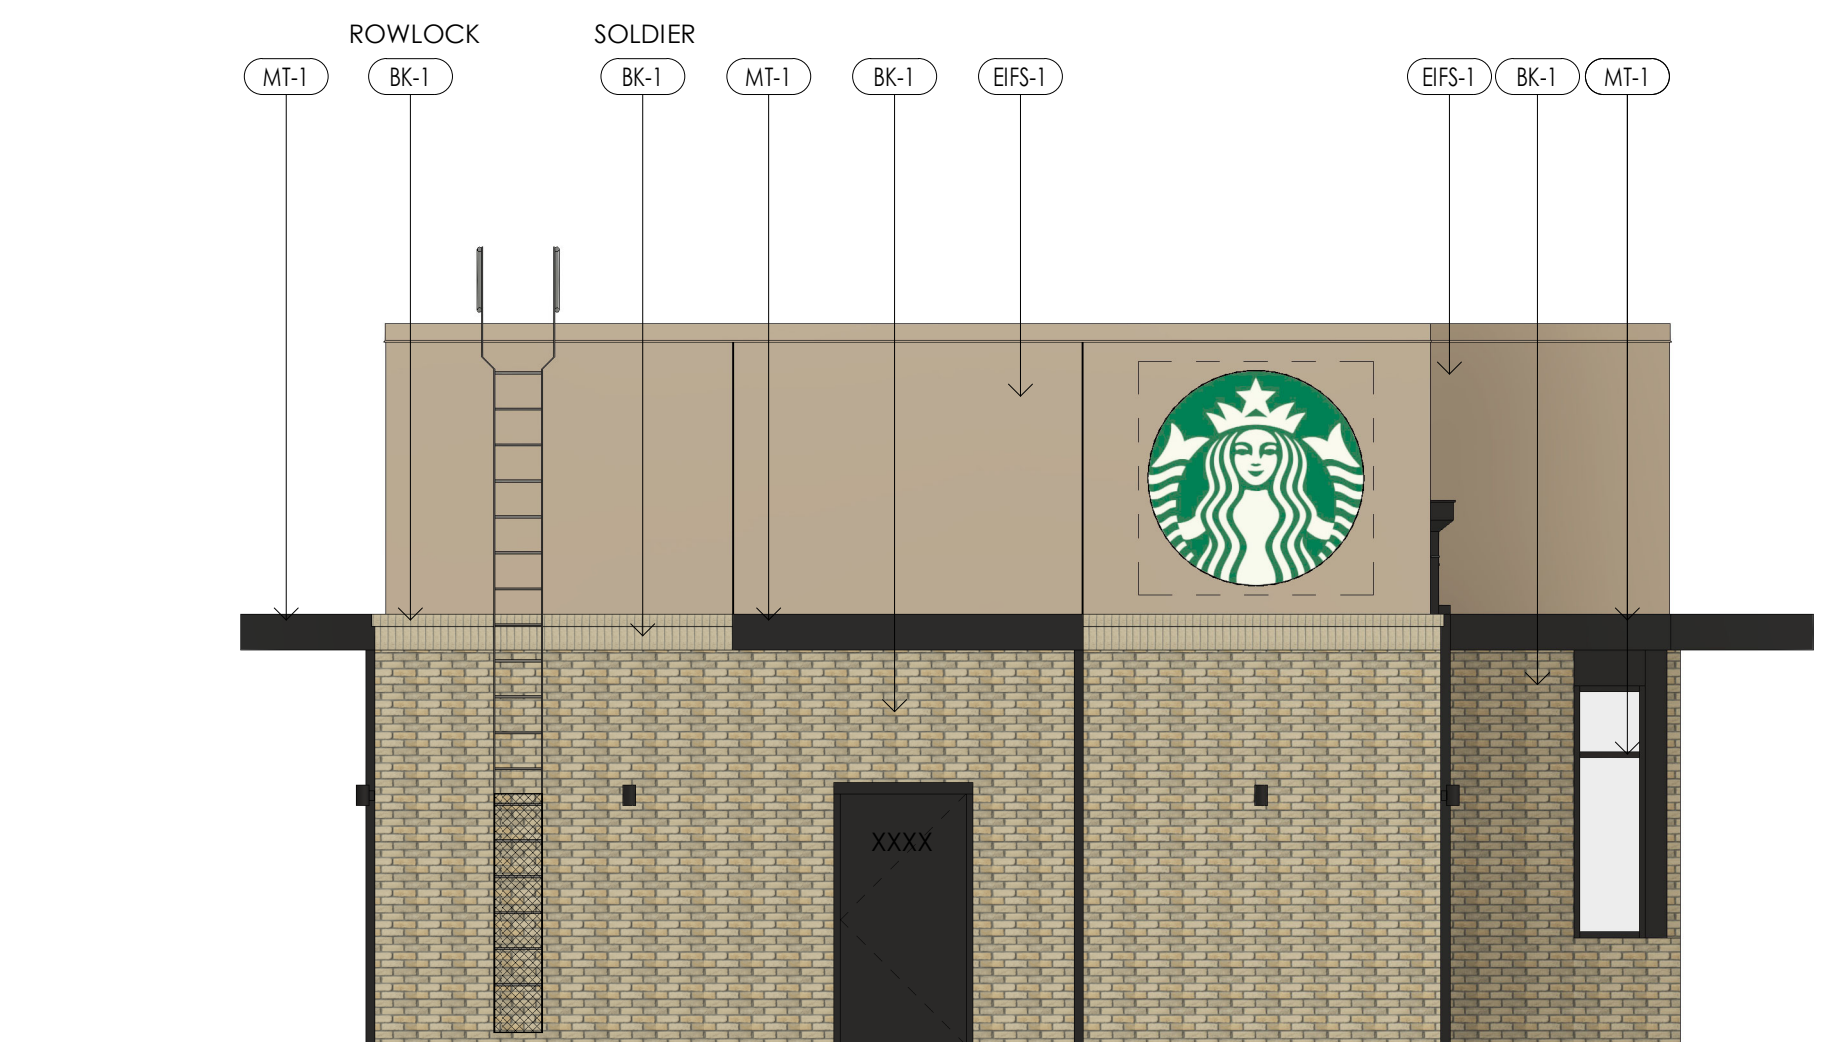 ROWLOCK SOLDIER
MT-1 BK-1 BK-1 MT-1 BK-1 EIFS-1 EIFS-1 BK-1 MT-1
XXXX